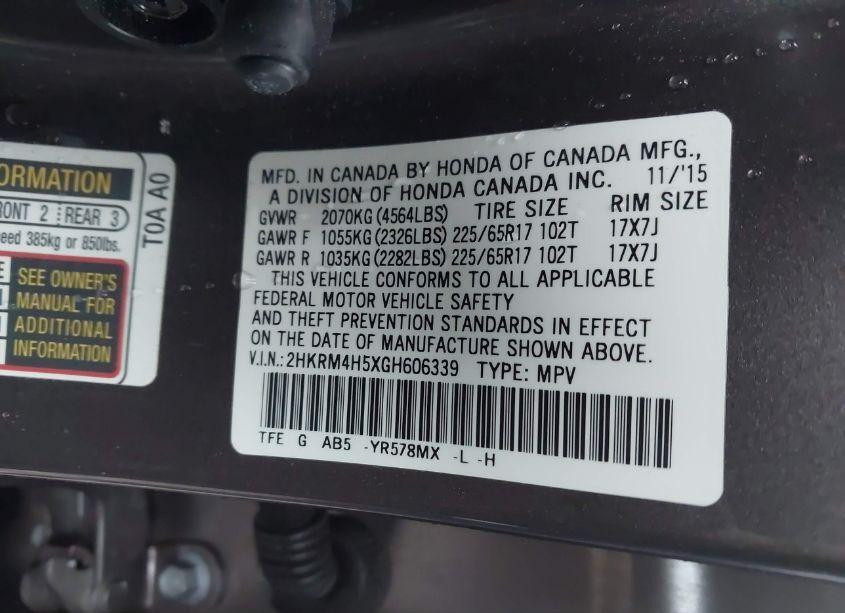 ORMATION
RONT 2 REAR 3
eed 385kg or 850lbs.
E SEE OWNER'S
MANUAL FOR
ADDITIONAL
INFORMATION
T0A A0
MFD. IN CANADA BY HONDA OF CANADA MFG.,
A DIVISION OF HONDA CANADA INC. 11/'15
GVWR 2070KG (4564LBS) TIRE SIZE RIM SIZE
GAWR F 1055KG (2326LBS) 225/65R17 102T 17X7J
GAWR R 1035KG (2282LBS) 225/65R17 102T 17X7J
THIS VEHICLE CONFORMS TO ALL APPLICABLE
FEDERAL MOTOR VEHICLE SAFETY
AND THEFT PREVENTION STANDARDS IN EFFECT
ON THE DATE OF MANUFACTURE SHOWN ABOVE.
V.I.N.: 2HKRM4H5XGH606339 TYPE: MPV
TFE G AB5 -YR578MX -L -H